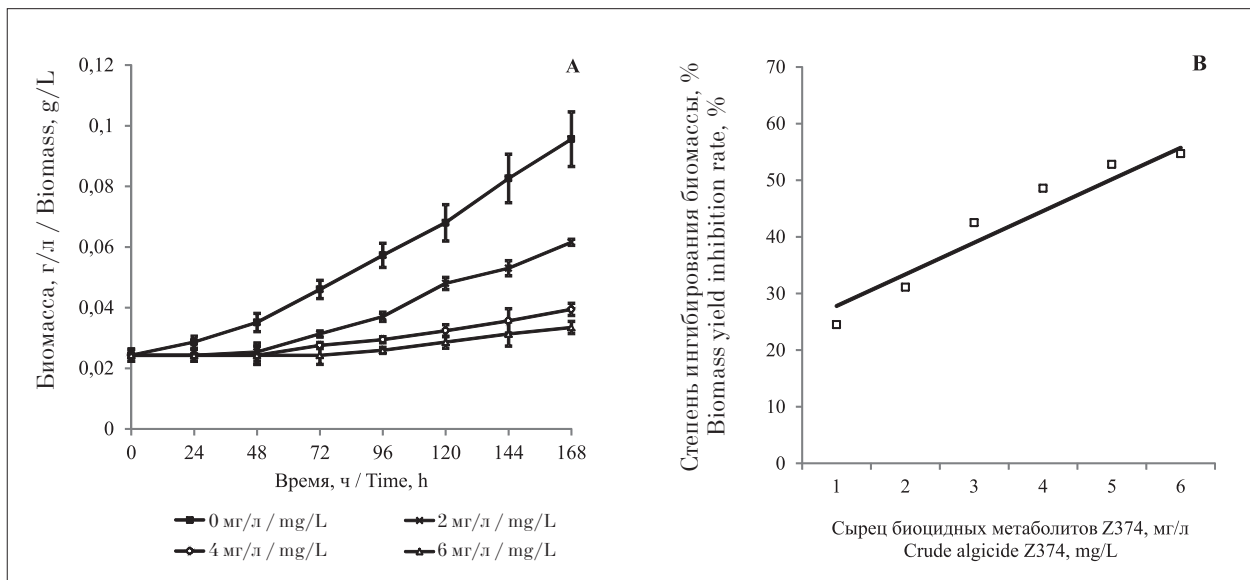 A
Биомасса, г/л / Biomass, g/L
0,12
0,1
0,08
0,06
0,04
0,02
0
0 24 48 72 96 120 144 168
Время, ч / Time, h
0 мг/л / mg/L
2 мг/л / mg/L
4 мг/л / mg/L
6 мг/л / mg/L
B
Степень ингибирования биомассы, %
Biomass yield inhibition rate, %
70
60
50
40
30
20
10
0
1 2 3 4 5 6
Сырец биоцидных метаболитов Z374, мг/л
Crude algicide Z374, mg/L